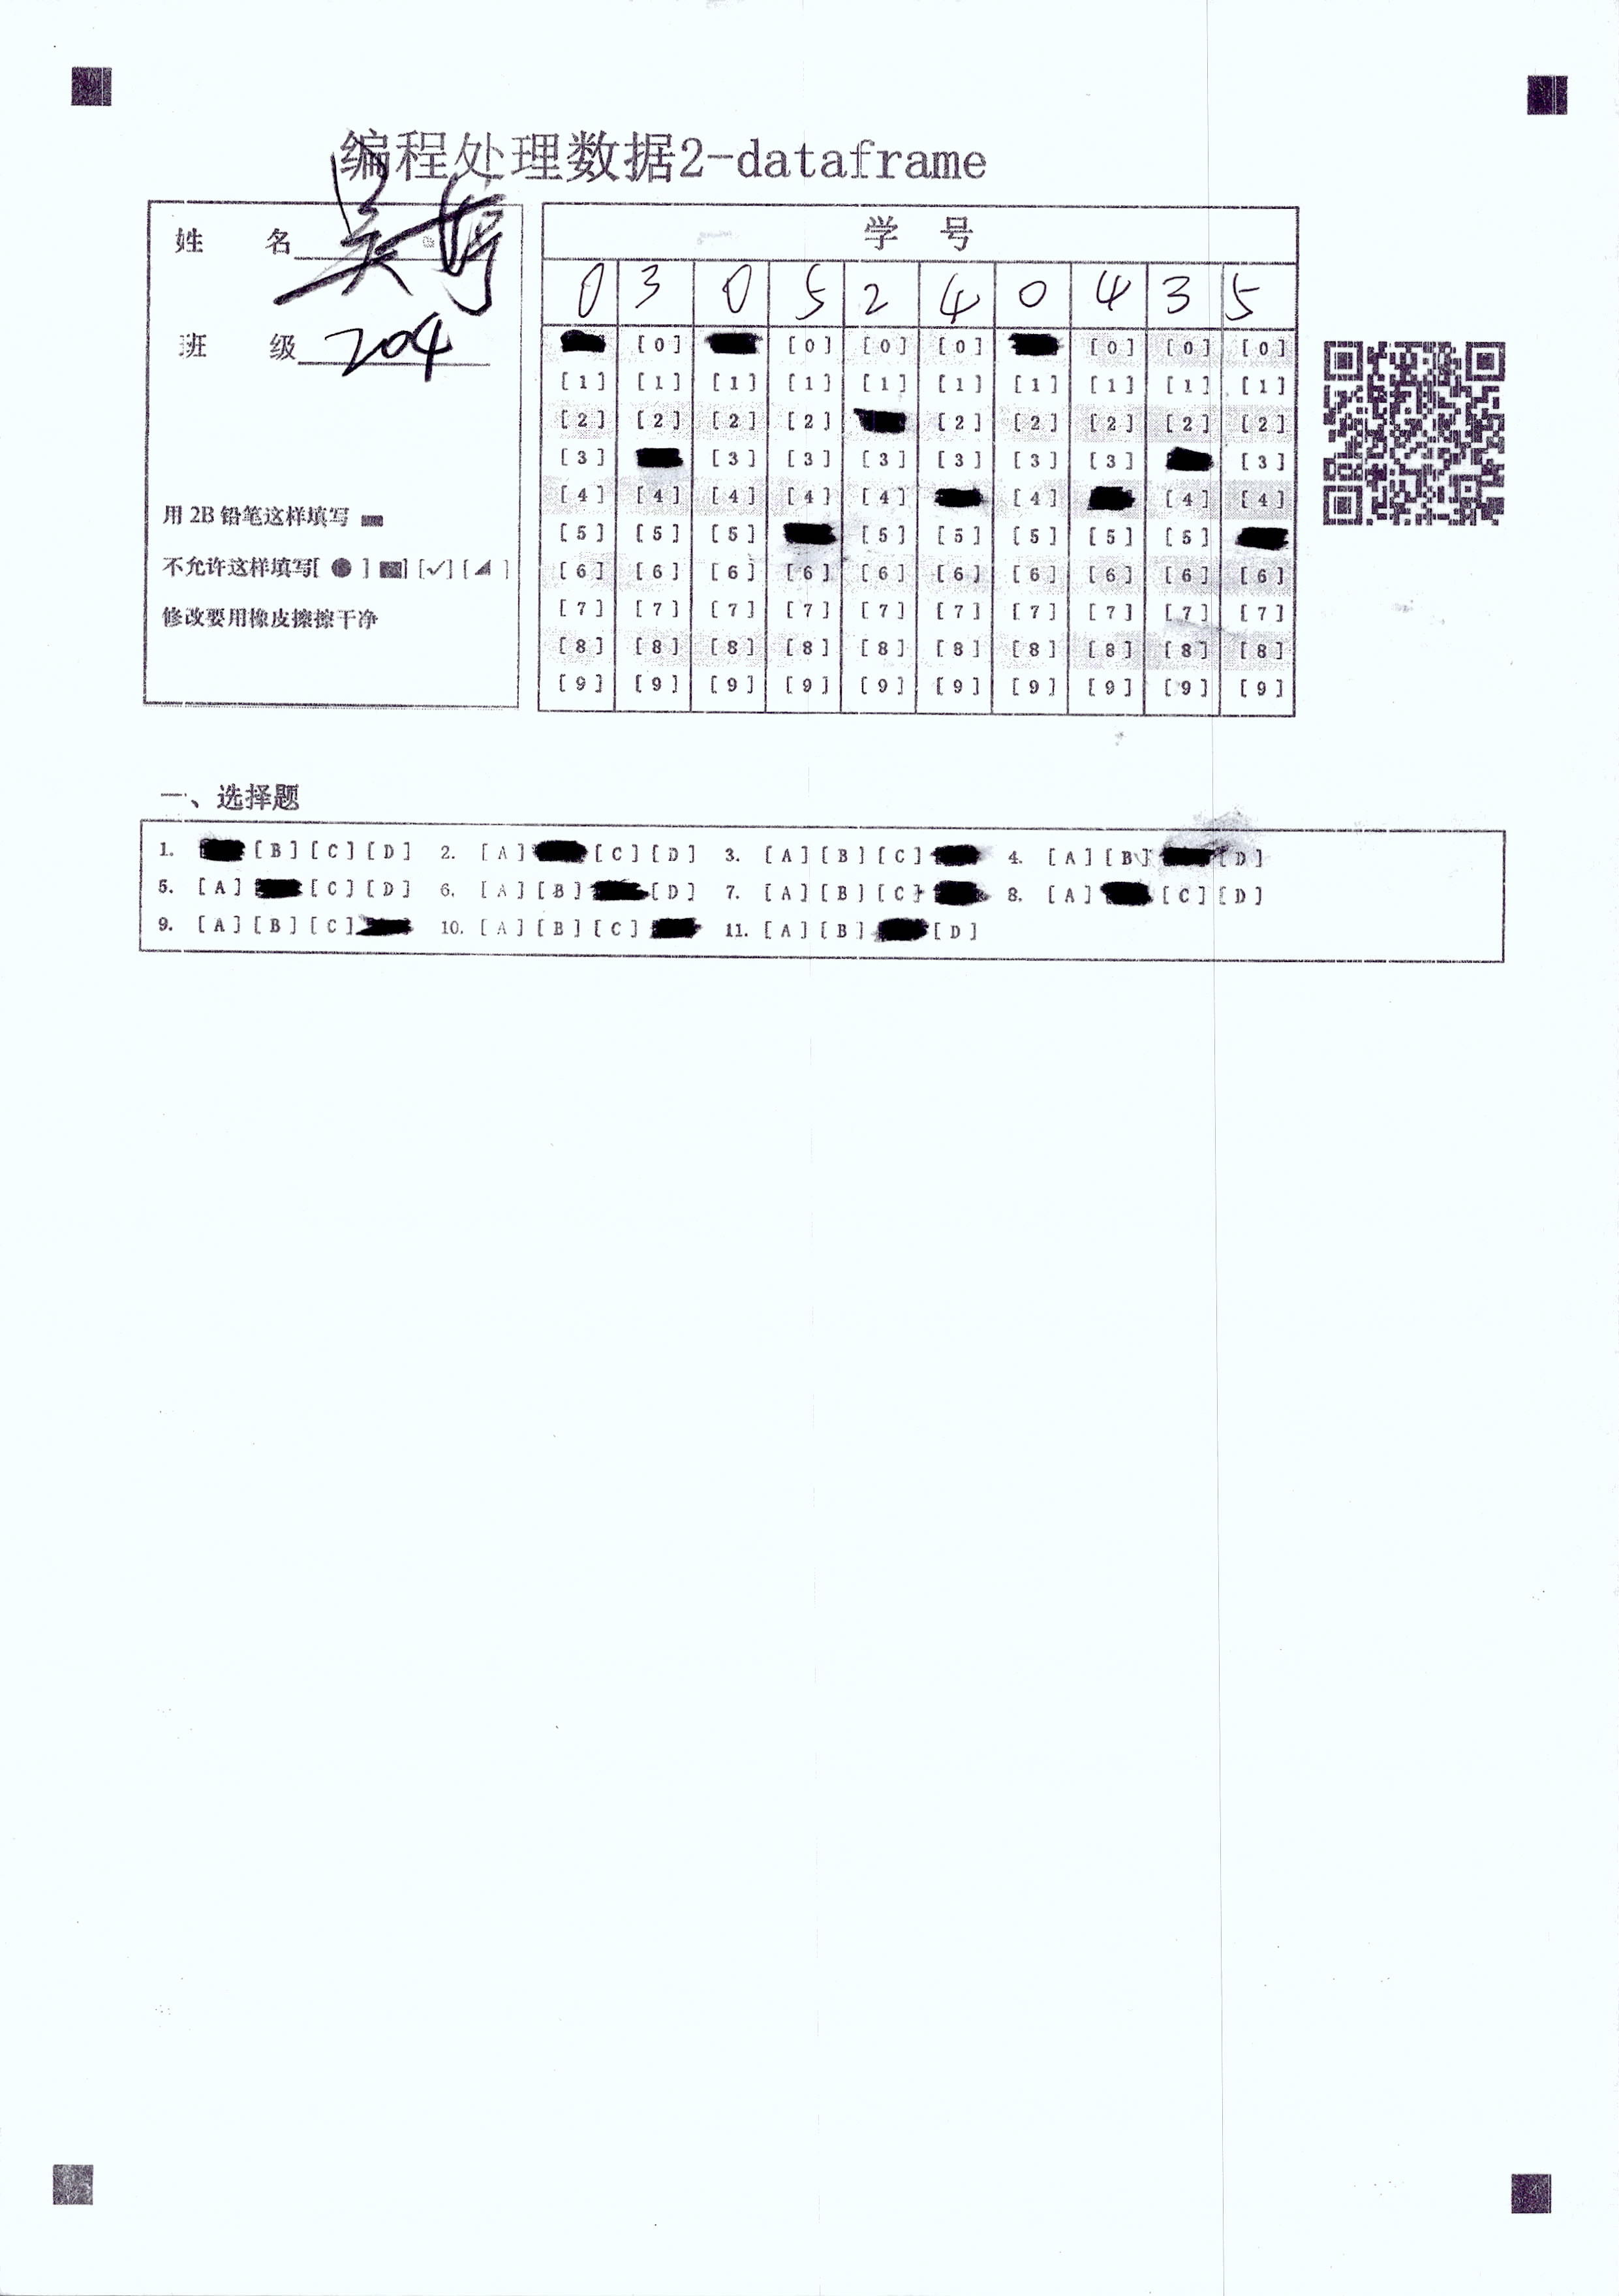 编程处理数据2-dataframe
姓 名 吴婷
班 级 204
用 2B 铅笔这样填写
不允许这样填写[ ● ] [■] [✓] [◢ ]
修改要用橡皮擦擦干净
学 号
0 3 0 5 2 4 0 4 3 5
[0] [0] [0] [0] [0] [0] [0]
[1] [1] [1] [1] [1] [1] [1] [1] [1] [1]
[2] [2] [2] [2] [2] [2] [2] [2] [2]
[3] [3] [3] [3] [3] [3] [3] [3]
[4] [4] [4] [4] [4] [4] [4] [4]
[5] [5] [5] [5] [5] [5] [5] [5]
[6] [6] [6] [6] [6] [6] [6] [6] [6] [6]
[7] [7] [7] [7] [7] [7] [7] [7] [7] [7]
[8] [8] [8] [8] [8] [8] [8] [8] [8] [8]
[9] [9] [9] [9] [9] [9] [9] [9] [9] [9]
一、选择题
1. [B] [C] [D] 2. [A] [C] [D] 3. [A] [B] [C] 4. [A] [B] [D]
5. [A] [C] [D] 6. [A] [B] [D] 7. [A] [B] [C] 8. [A] [C] [D]
9. [A] [B] [C] 10. [A] [B] [C] 11. [A] [B] [D]